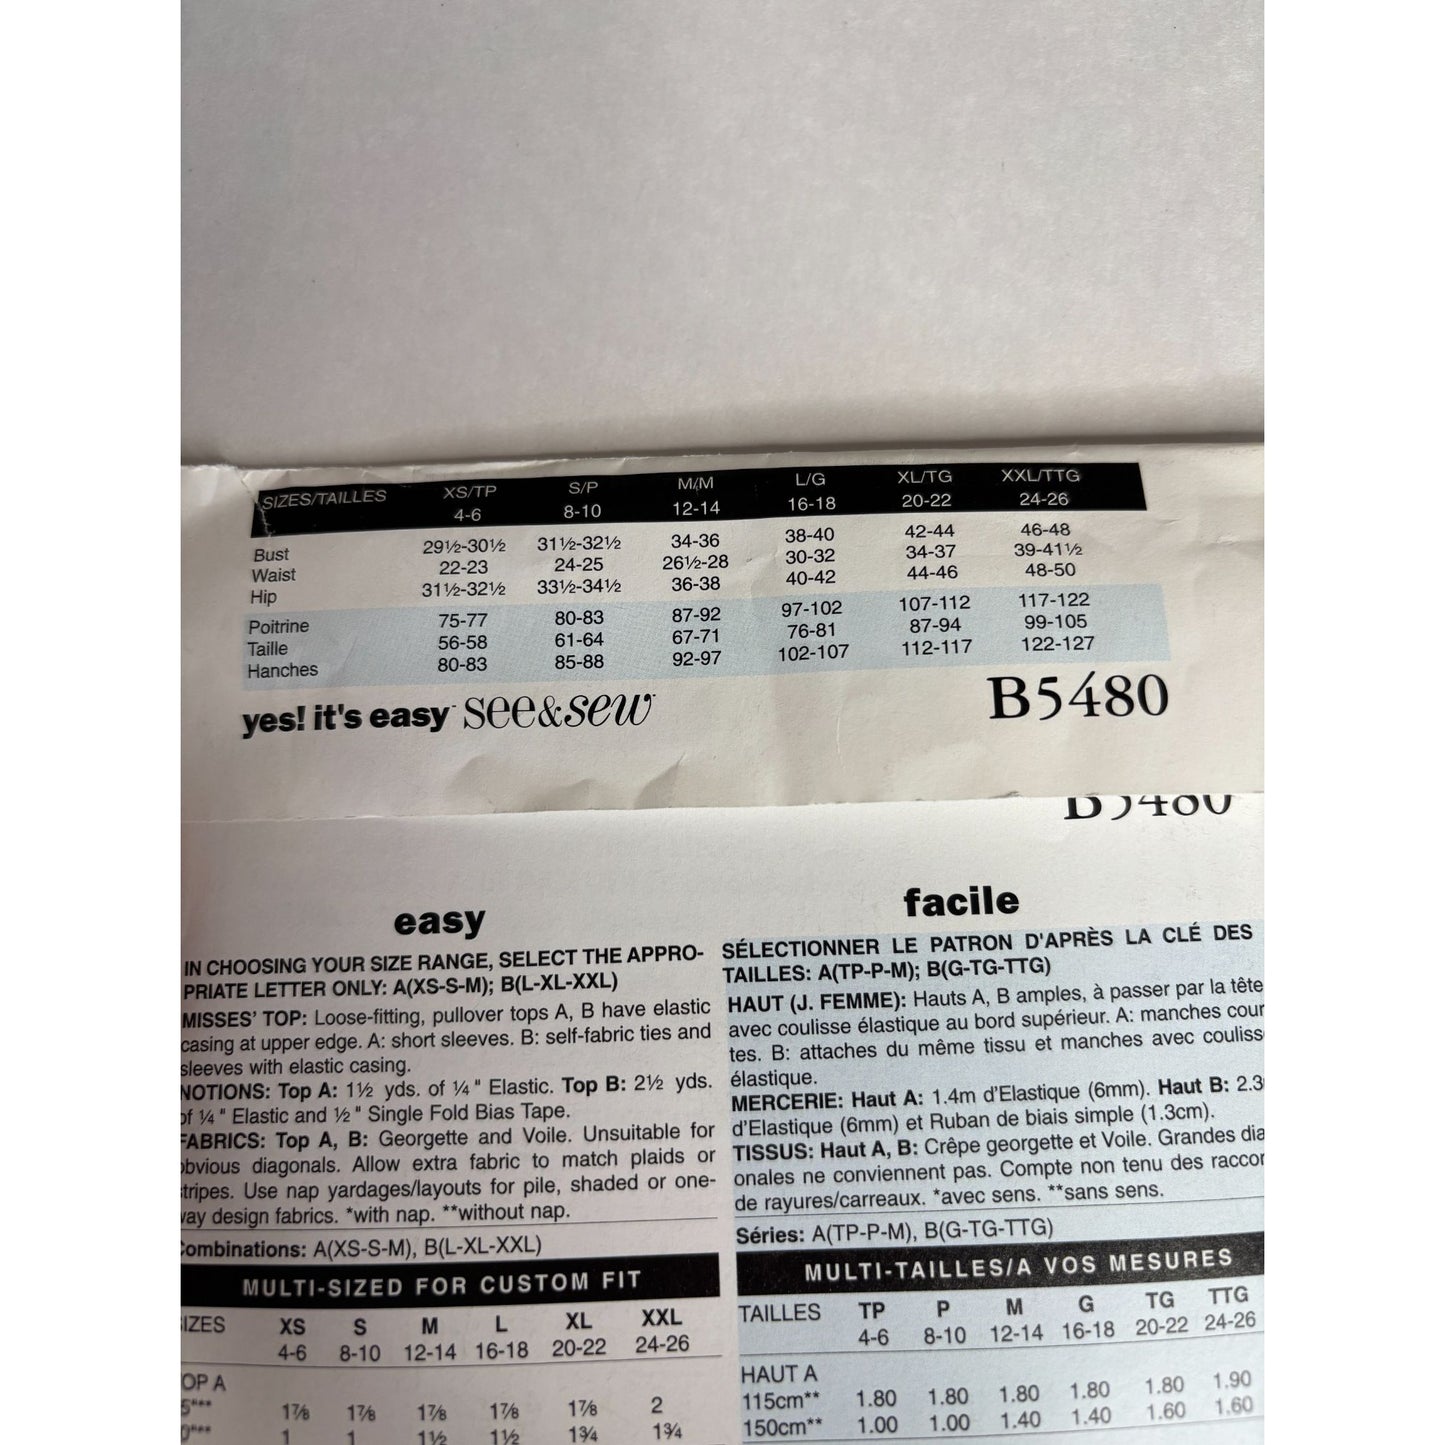 SIZES/TAILLES XS/TP S/P M/M L/G XL/TG XXL/TTG
4-6 8-10 12-14 16-18 20-22 24-26
Bust 29½-30½ 31½-32½ 34-36 38-40 42-44 46-48
Waist 22-23 24-25 26½-28 30-32 34-37 39-41½
Hip 31½-32½ 33½-34½ 36-38 40-42 44-46 48-50
Poitrine 75-77 80-83 87-92 97-102 107-112 117-122
Taille 56-58 61-64 67-71 76-81 87-94 99-105
Hanches 80-83 85-88 92-97 102-107 112-117 122-127
yes! it's easy™ see&sew™ B5480
B5480
easy
IN CHOOSING YOUR SIZE RANGE, SELECT THE APPRO-
PRIATE LETTER ONLY: A(XS-S-M); B(L-XL-XXL)
MISSES' TOP: Loose-fitting, pullover tops A, B have elastic
casing at upper edge. A: short sleeves. B: self-fabric ties and
sleeves with elastic casing.
NOTIONS: Top A: 1½ yds. of ¼" Elastic. Top B: 2½ yds.
of ¼" Elastic and ½" Single Fold Bias Tape.
FABRICS: Top A, B: Georgette and Voile. Unsuitable for
obvious diagonals. Allow extra fabric to match plaids or
stripes. Use nap yardages/layouts for pile, shaded or one-
way design fabrics. *with nap. **without nap.
Combinations: A(XS-S-M), B(L-XL-XXL)
MULTI-SIZED FOR CUSTOM FIT
IZES XS S M L XL XXL
4-6 8-10 12-14 16-18 20-22 24-26
OP A
5"** 1⅞ 1⅞ 1⅞ 1⅞ 1⅞ 2
0"** 1 1 1½ 1½ 1¾ 1¾
facile
SÉLECTIONNER LE PATRON D'APRÈS LA CLÉ DES
TAILLES: A(TP-P-M); B(G-TG-TTG)
HAUT (J. FEMME): Hauts A, B amples, à passer par la tête
avec coulisse élastique au bord supérieur. A: manches cour
tes. B: attaches du même tissu et manches avec couliss
élastique.
MERCERIE: Haut A: 1.4m d'Elastique (6mm). Haut B: 2.3
d'Elastique (6mm) et Ruban de biais simple (1.3cm).
TISSUS: Haut A, B: Crêpe georgette et Voile. Grandes dia
onales ne conviennent pas. Compte non tenu des raccor
de rayures/carreaux. *avec sens. **sans sens.
Séries: A(TP-P-M), B(G-TG-TTG)
MULTI-TAILLES/A VOS MESURES
TAILLES TP P M G TG TTG
4-6 8-10 12-14 16-18 20-22 24-26
HAUT A
115cm** 1.80 1.80 1.80 1.80 1.80 1.90
150cm** 1.00 1.00 1.40 1.40 1.60 1.60